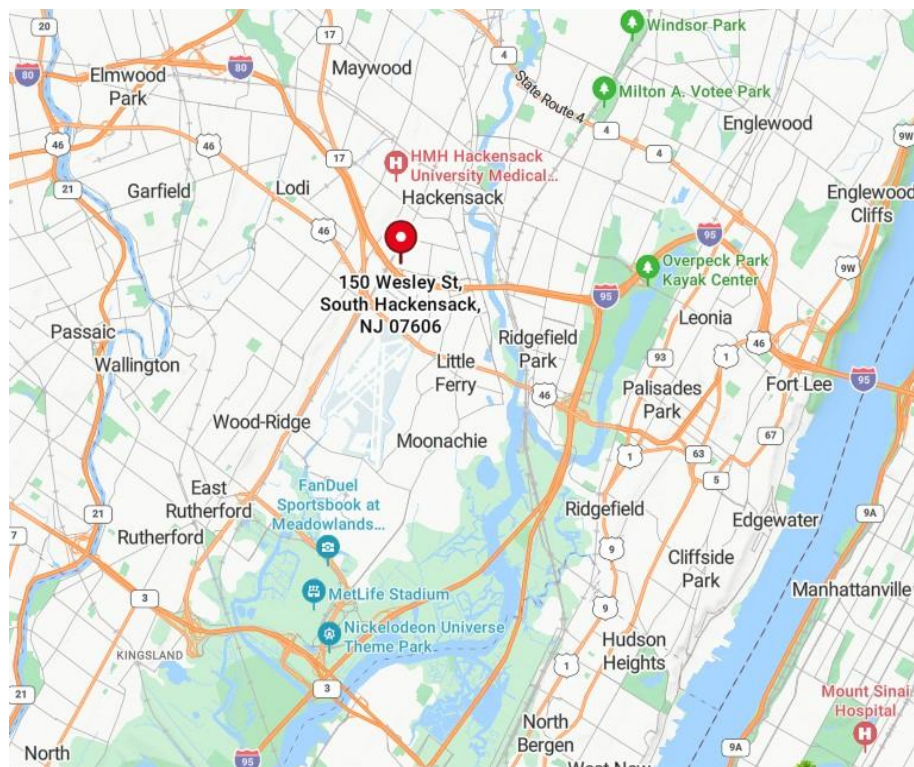 20
17
4
Windsor Park
80
80
Maywood
Elmwood
Park
State Route 4
Milton A. Votee Park
4
Englewood
9W
46
46
17
HMH Hackensack
University Medical...
4
21
Garfield
Lodi
Hackensack
Englewood
Cliffs
46
95
Overpeck Park
Kayak Center
9W
150 Wesley St,
South Hackensack,
NJ 07606
95
Leonia
Passaic
Wallington
Little
Ferry
Ridgefield
Park
93
1
46
Fort Lee
95
46
Palisades
Park
Wood-Ridge
Moonachie
67
1
63
5
East
Rutherford
FanDuel
Sportsbook at
Meadowlands...
21
7
Rutherford
Ridgefield
Edgewater
9A
9
Cliffside
Park
MetLife Stadium
Manhattanville
3
9
Nickelodeon Universe
Theme Park
KINGSLAND
Hudson
Heights
1
21
3
Mount Sinai
Hospital
North
95
North
Bergen
9A
95
West New